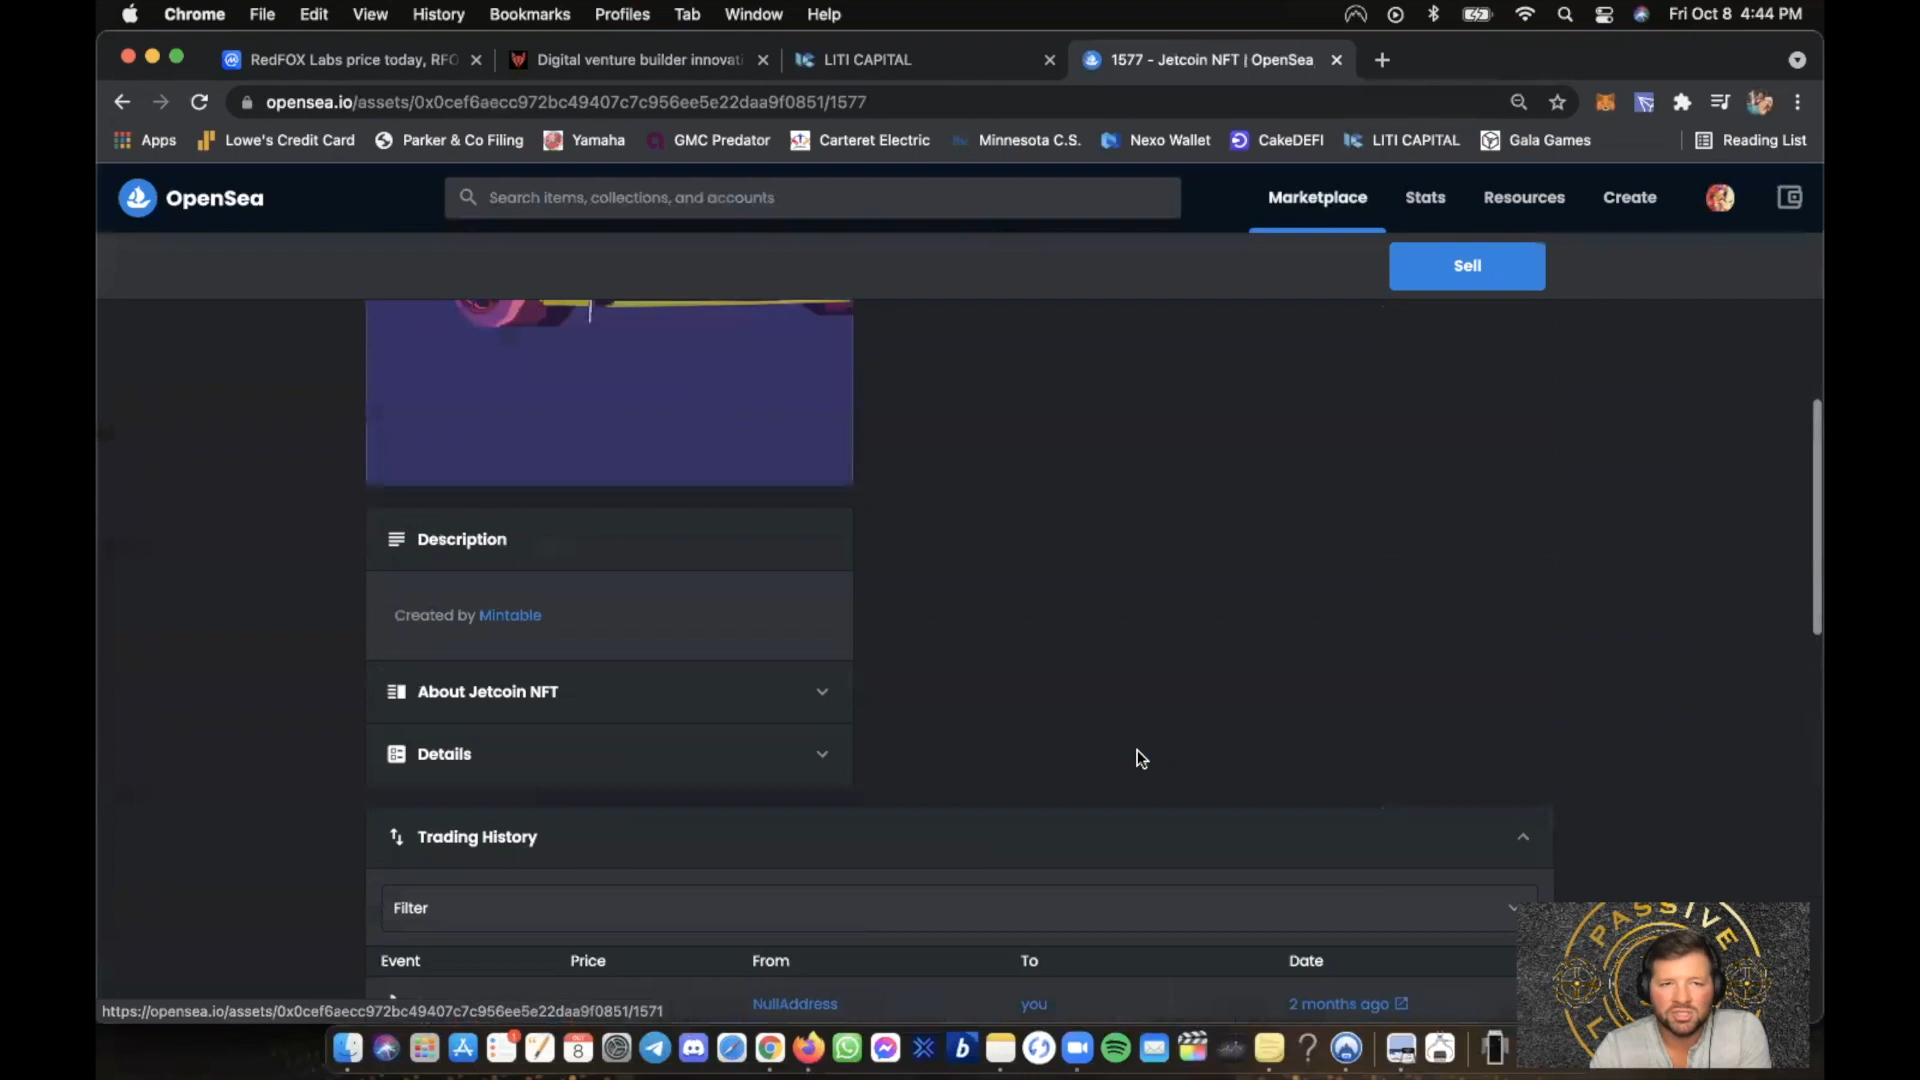 Chrome File Edit View History Bookmarks Profiles Tab Window Help Fri Oct 8 4:44 PM
RedFOX Labs price today, RFO Digital venture builder innovati LITI CAPITAL 1577 - Jetcoin NFT | OpenSea
opensea.io/assets/0x0cef6aecc972bc49407c7c956ee5e22daa9f0851/1577
Apps Lowe's Credit Card Parker & Co Filing Yamaha GMC Predator Carteret Electric Minnesota C.S. Nexo Wallet CakeDEFI LITI CAPITAL Gala Games Reading List
OpenSea Search items, collections, and accounts Marketplace Stats Resources Create
Sell
Description
Created by Mintable
About Jetcoin NFT
Details
Trading History
Filter
Event Price From To Date
NullAddress you 2 months ago
https://opensea.io/assets/0x0cef6aecc972bc49407c7c956ee5e22daa9f0851/1571
PASSIVE